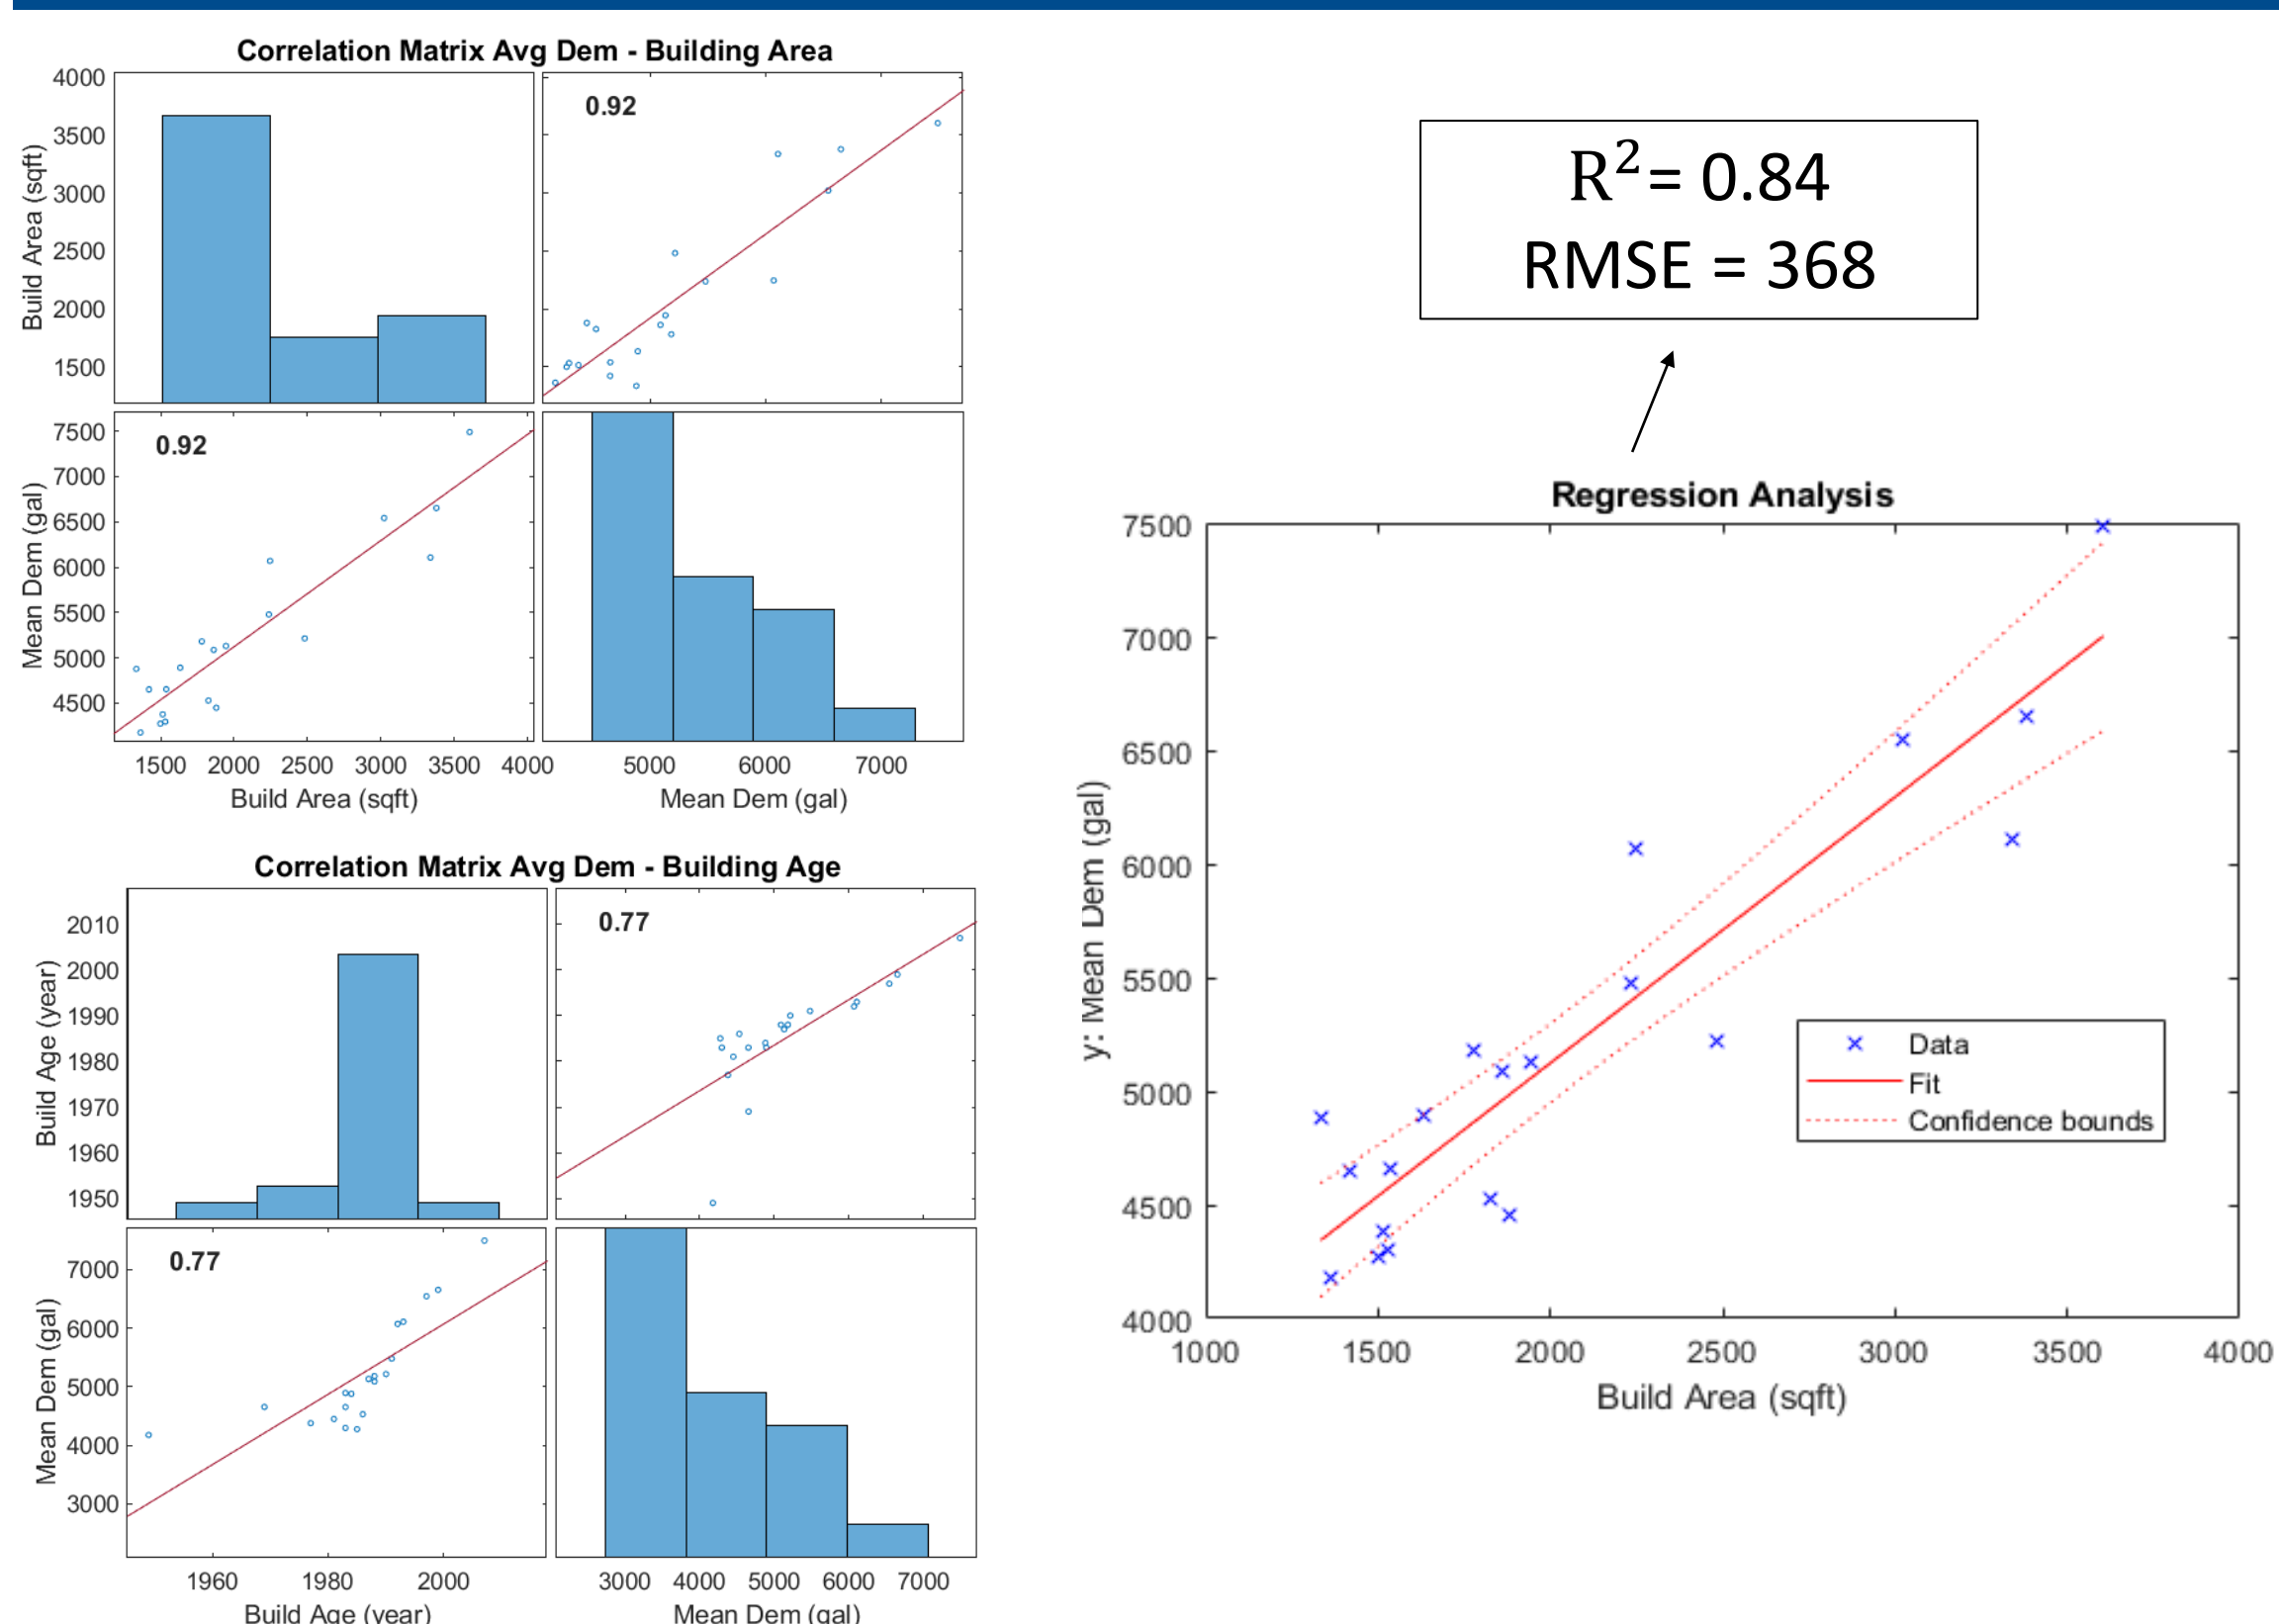 Correlation Matrix Avg Dem - Building Area
4000
3500
3000
2500
2000
1500
Build Area (sqft)
0.92
0.92
7500
7000
6500
6000
5500
5000
4500
Mean Dem (gal)
1500 2000 2500 3000 3500 4000
5000 6000 7000
Build Area (sqft)
Mean Dem (gal)
Correlation Matrix Avg Dem - Building Age
2010
2000
1990
1980
1970
1960
1950
Build Age (year)
0.77
0.77
7000
6000
5000
4000
3000
Mean Dem (gal)
1960 1980 2000
3000 4000 5000 6000 7000
Build Age (year)
Mean Dem (gal)
R²= 0.84
RMSE = 368
Regression Analysis
7500
7000
6500
6000
5500
5000
4500
4000
y: Mean Dem (gal)
Data
Fit
Confidence bounds
1000 1500 2000 2500 3000 3500 4000
Build Area (sqft)